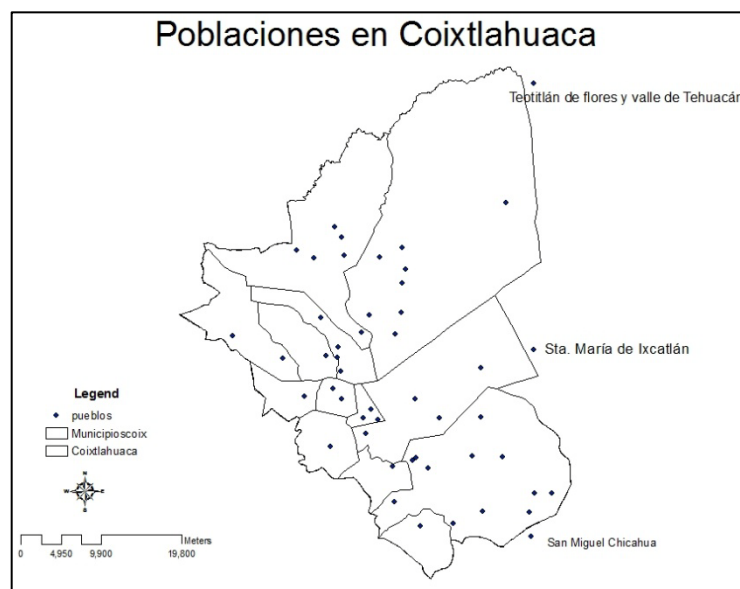 Poblaciones en Coixtlahuaca
Teotitlán de flores y valle de Tehuacán
Sta. María de Ixcatlán
Legend
pueblos
Municipioscoix
Coixtlahuaca
N
W E
S
Meters
0 4,950 9,900 19,800
San Miguel Chicahua